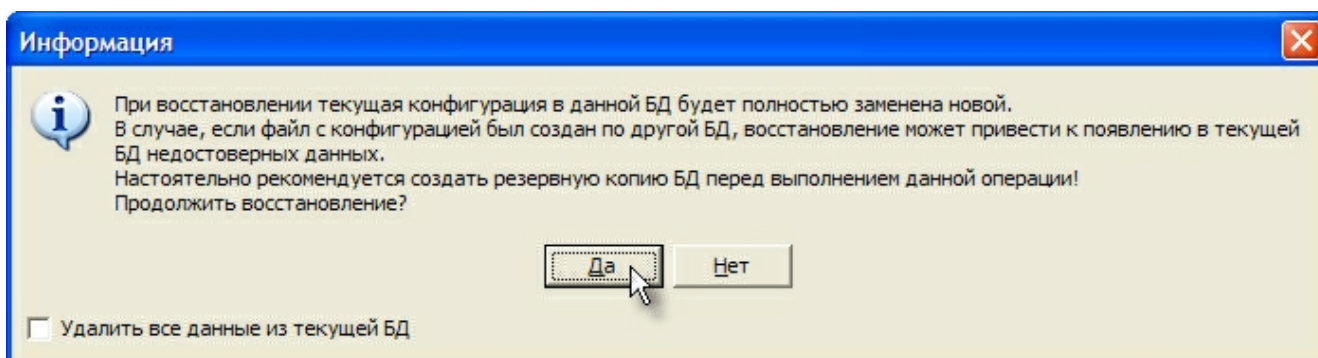 Информация
При восстановлении текущая конфигурация в данной БД будет полностью заменена новой.
В случае, если файл с конфигурацией был создан по другой БД, восстановление может привести к появлению в текущей
БД недостоверных данных.
Настоятельно рекомендуется создать резервную копию БД перед выполнением данной операции!
Продолжить восстановление?
Да
Нет
Удалить все данные из текущей БД